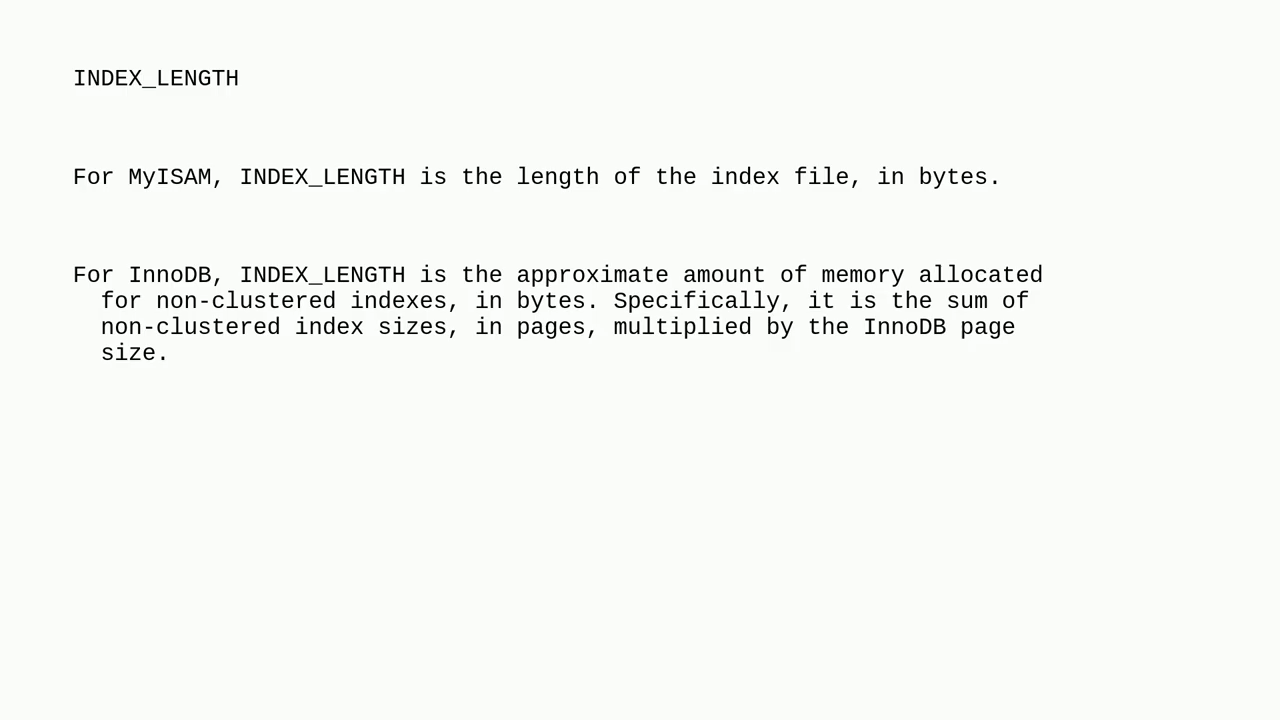 INDEX_LENGTH
For MyISAM, INDEX_LENGTH is the length of the index file, in bytes.
For InnoDB, INDEX_LENGTH is the approximate amount of memory allocated
for non-clustered indexes, in bytes. Specifically, it is the sum of
non-clustered index sizes, in pages, multiplied by the InnoDB page
size.